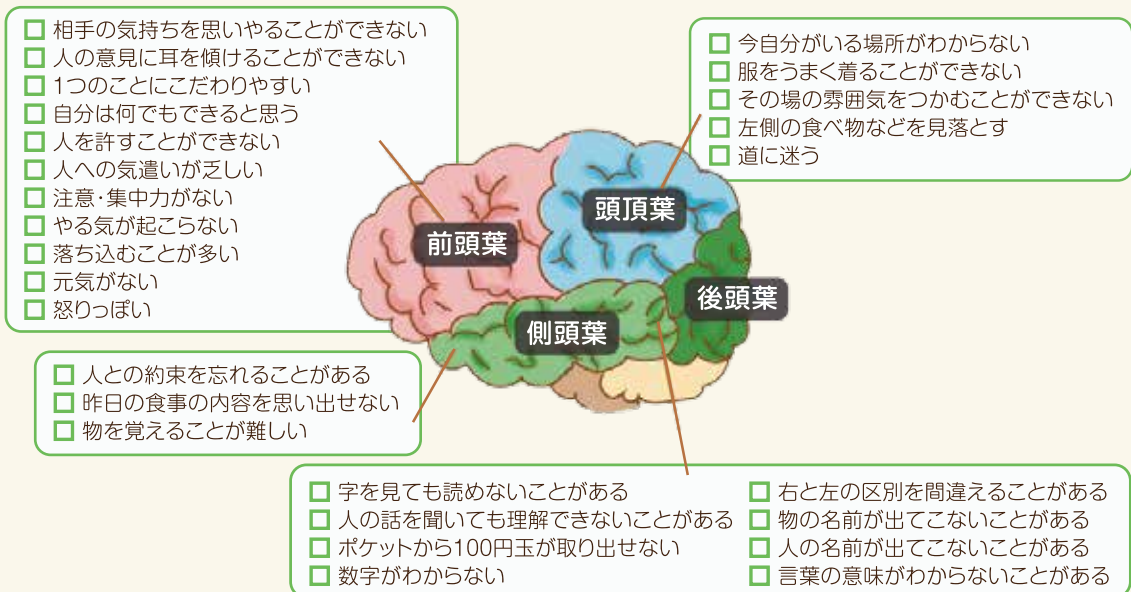 □ 相手の気持ちを思いやることができない
□ 人の意見に耳を傾けることができない
□ 1つのことにこだわりやすい
□ 自分は何でもできると思う
□ 人を許すことができない
□ 人への気遣いが乏しい
□ 注意・集中力がない
□ やる気が起こらない
□ 落ち込むことが多い
□ 元気がない
□ 怒りっぽい
□ 今自分がいる場所がわからない
□ 服をうまく着ることができない
□ その場の雰囲気をつかむことができない
□ 左側の食べ物などを見落とす
□ 道に迷う
頭頂葉
前頭葉
後頭葉
側頭葉
□ 人との約束を忘れることがある
□ 昨日の食事の内容を思い出せない
□ 物を覚えることが難しい
□ 字を見ても読めないことがある
□ 人の話を聞いても理解できないことがある
□ ポケットから100円玉が取り出せない
□ 数字がわからない
□ 右と左の区別を間違えることがある
□ 物の名前が出てこないことがある
□ 人の名前が出てこないことがある
□ 言葉の意味がわからないことがある